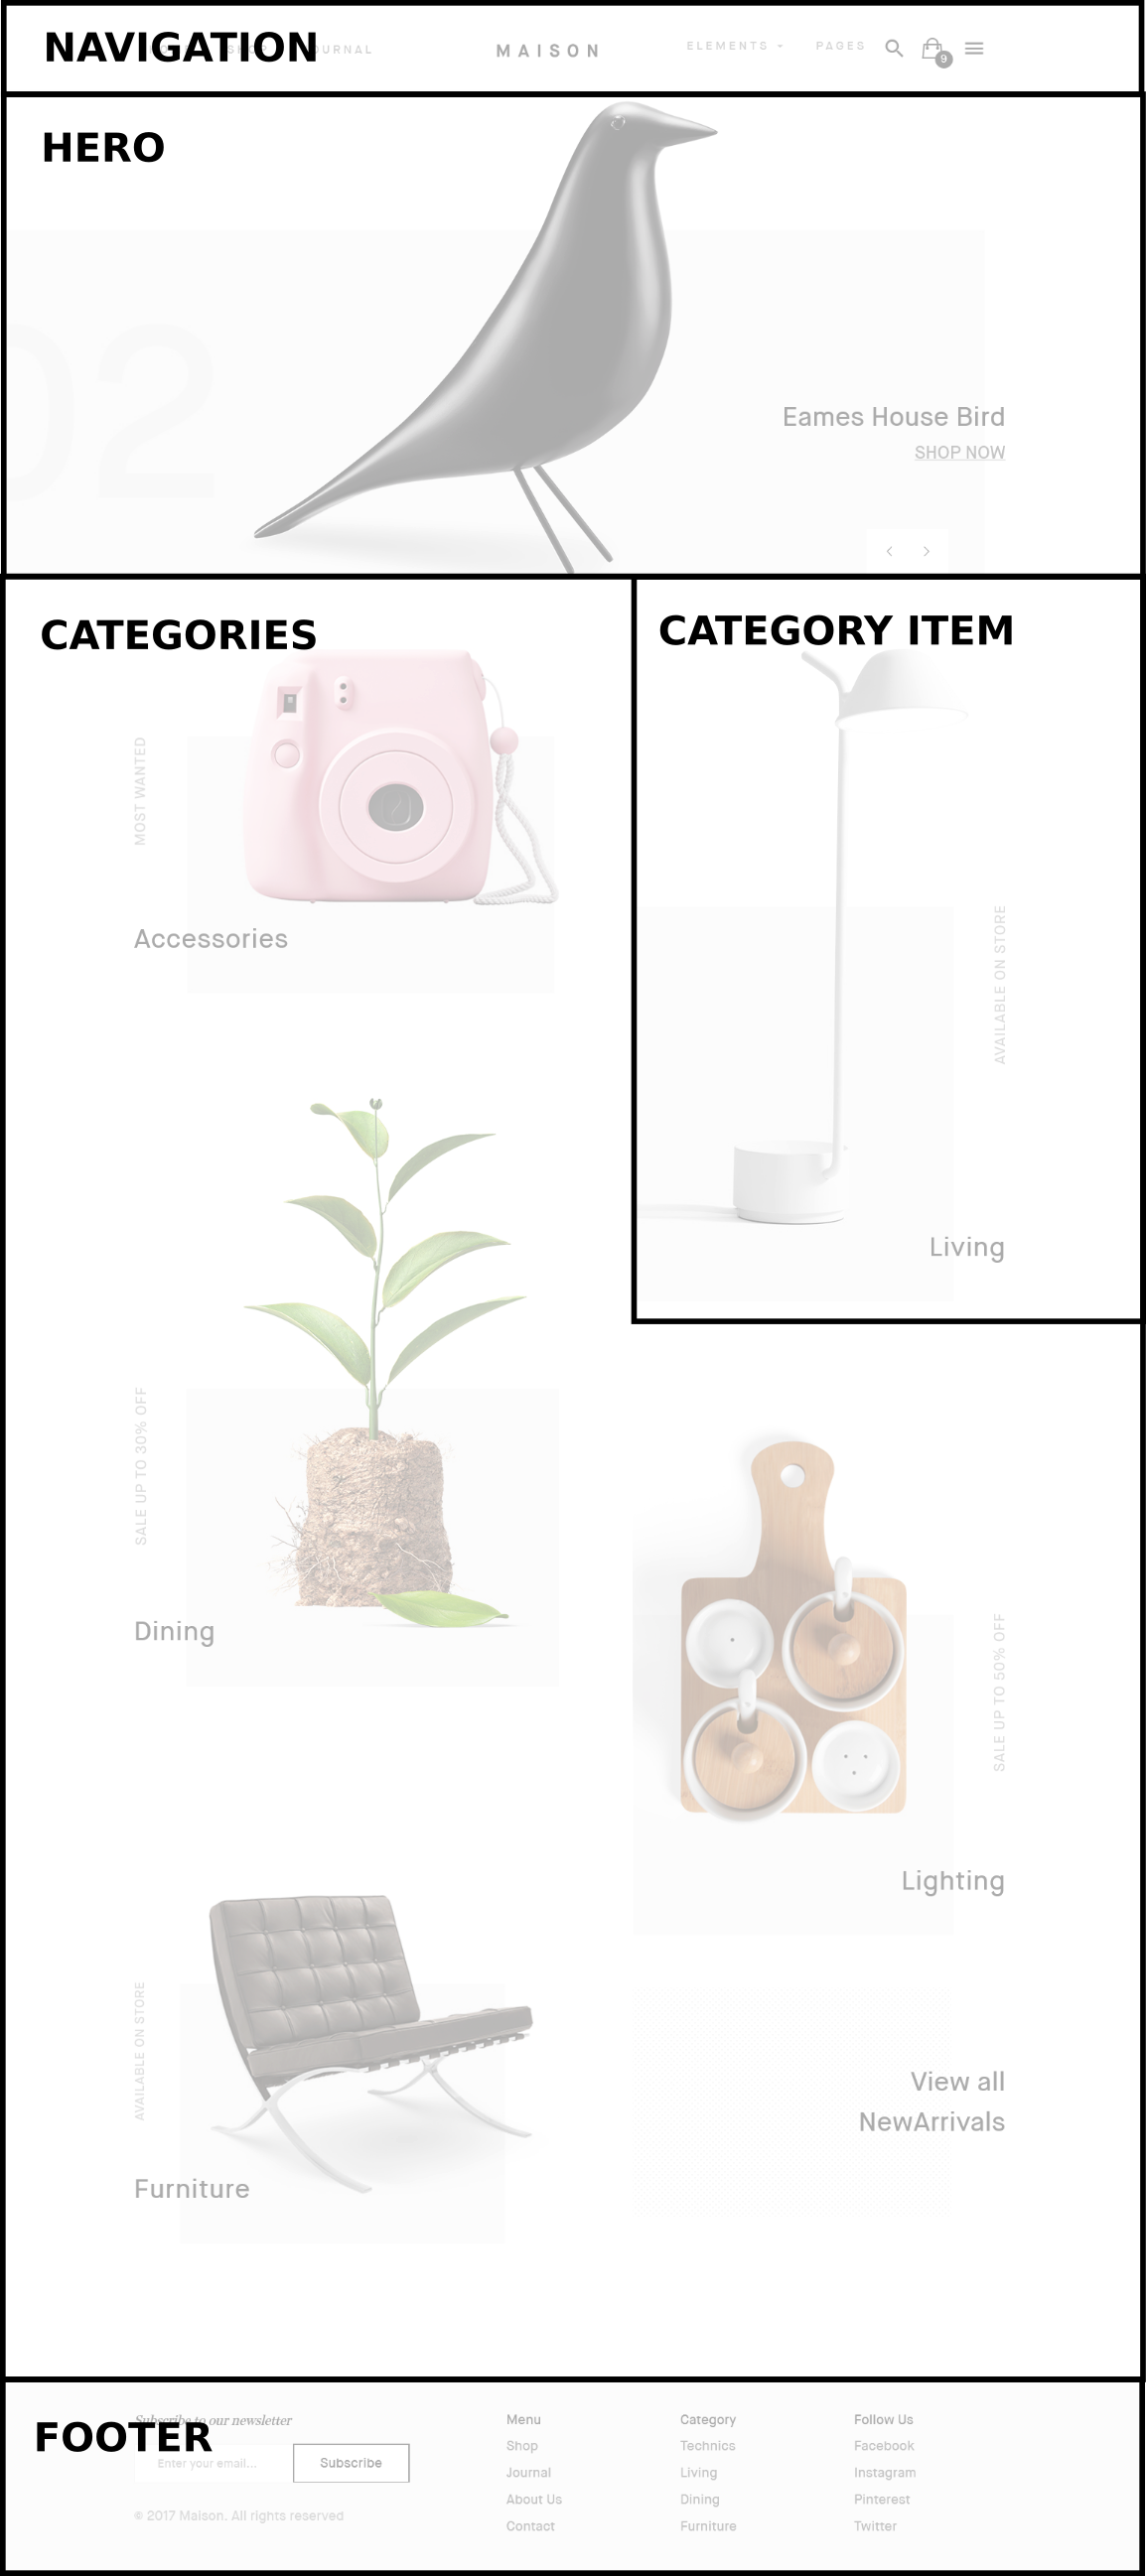 NAVIGATION
MAISON
ELEMENTS
PAGES
9
HERO
02
Eames House Bird
SHOP NOW
CATEGORIES
MOST WANTED
Accessories
CATEGORY ITEM
AVAILABLE ON STORE
Living
SALE UP TO 30% OFF
Dining
SALE UP TO 50% OFF
Lighting
AVAILABLE ON STORE
Furniture
View all
NewArrivals
FOOTER
Subscribe to our newsletter
Enter your email...
Subscribe
© 2017 Maison. All rights reserved
Menu
Shop
Journal
About Us
Contact
Category
Technics
Living
Dining
Furniture
Follow Us
Facebook
Instagram
Pinterest
Twitter